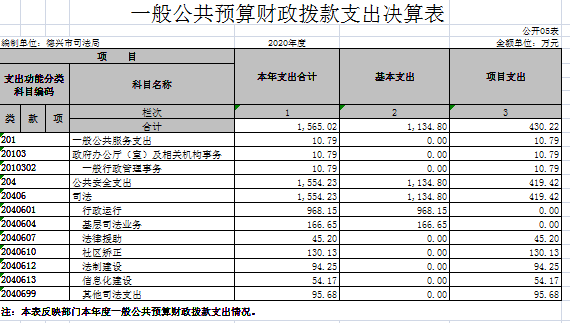 一般公共预算财政拨款支出决算表
公开05表
编制单位：德兴市司法局 2020年度 金额单位：万元
项 目 本年支出合计 基本支出 项目支出
支出功能分类科目编码 科目名称
类 款 项 栏次 1 2 3
合计 1,565.02 1,134.80 430.22
201 一般公共服务支出 10.79 0.00 10.79
20103 政府办公厅（室）及相关机构事务 10.79 0.00 10.79
2010302 一般行政管理事务 10.79 0.00 10.79
204 公共安全支出 1,554.23 1,134.80 419.42
20406 司法 1,554.23 1,134.80 419.42
2040601 行政运行 968.15 968.15 0.00
2040604 基层司法业务 166.65 166.65 0.00
2040607 法律援助 45.20 0.00 45.20
2040610 社区矫正 130.13 0.00 130.13
2040612 法制建设 94.25 0.00 94.25
2040613 信息化建设 54.17 0.00 54.17
2040699 其他司法支出 95.68 0.00 95.68
注：本表反映部门本年度一般公共预算财政拨款支出情况。